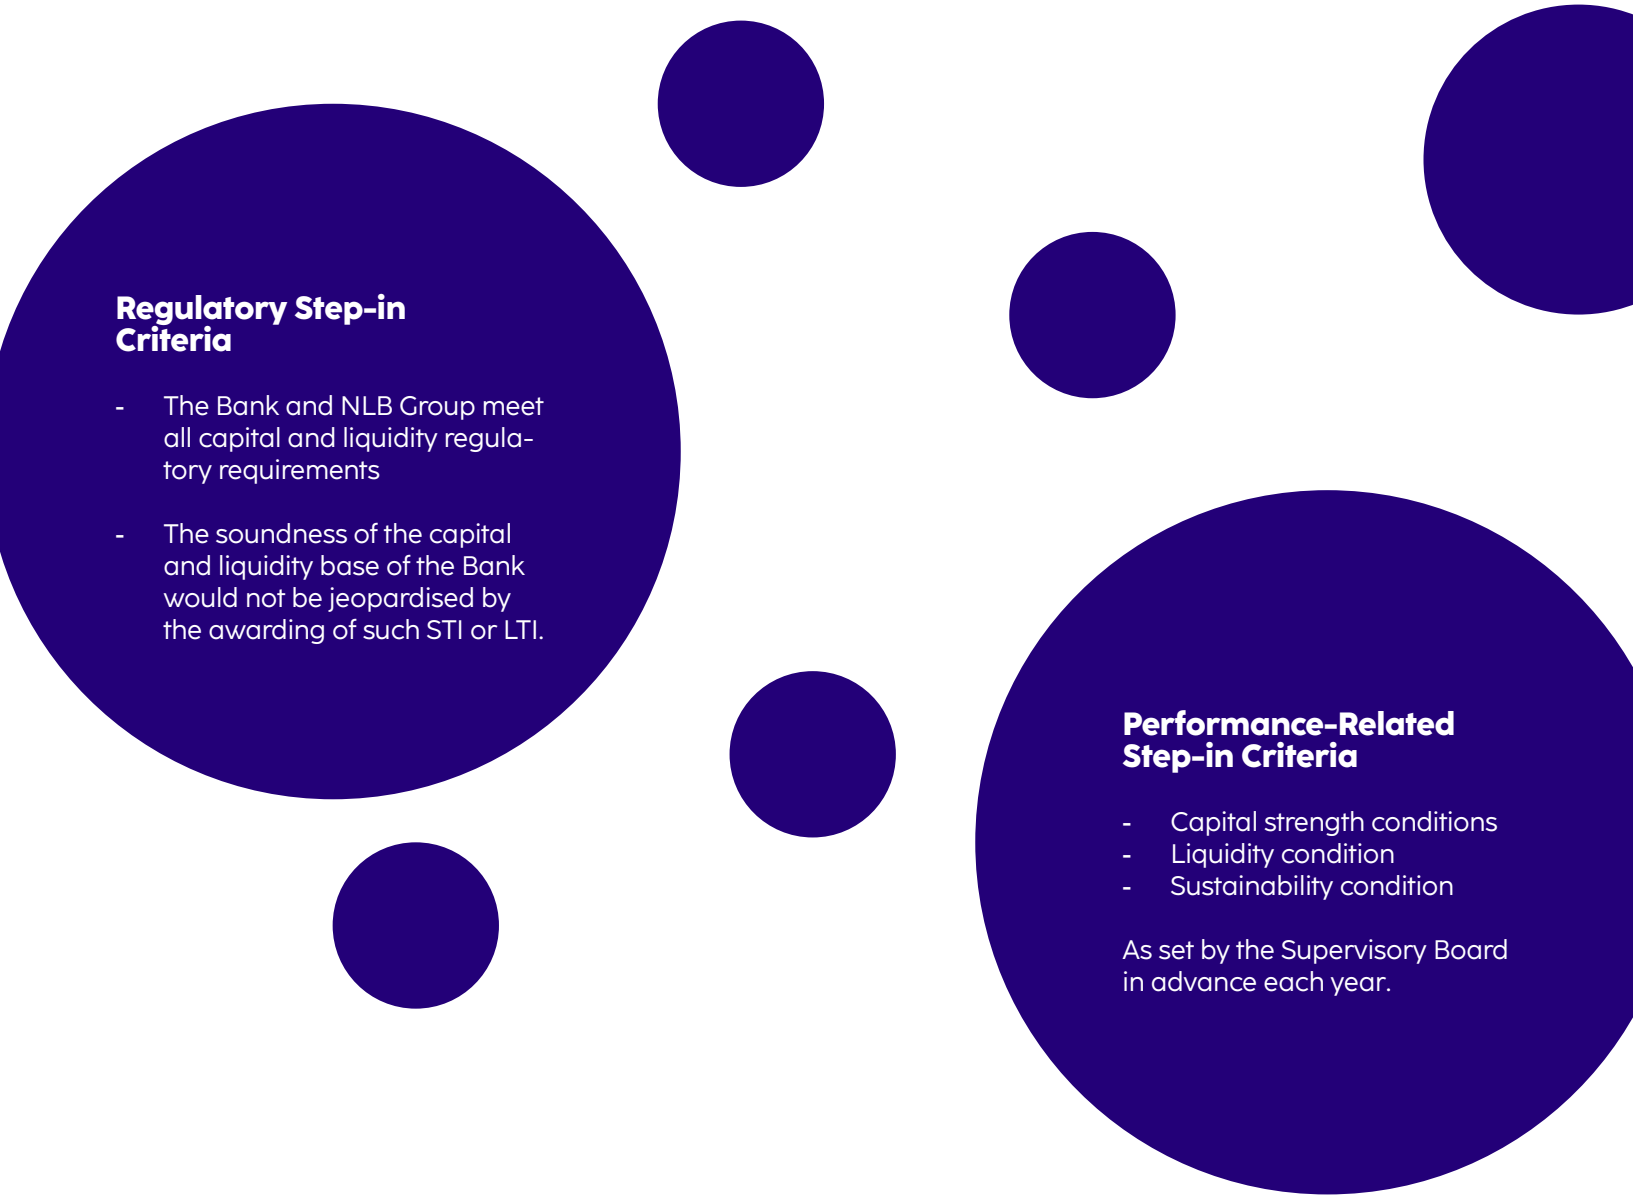 Regulatory Step-in
Criteria
- The Bank and NLB Group meet
all capital and liquidity regula-
tory requirements
- The soundness of the capital
and liquidity base of the Bank
would not be jeopardised by
the awarding of such STI or LTI.
Performance-Related
Step-in Criteria
- Capital strength conditions
- Liquidity condition
- Sustainability condition
As set by the Supervisory Board
in advance each year.